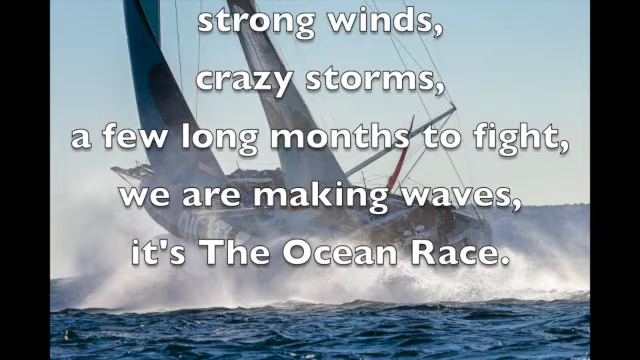 strong winds,
crazy storms,
a few long months to fight,
we are making waves,
it's The Ocean Race.